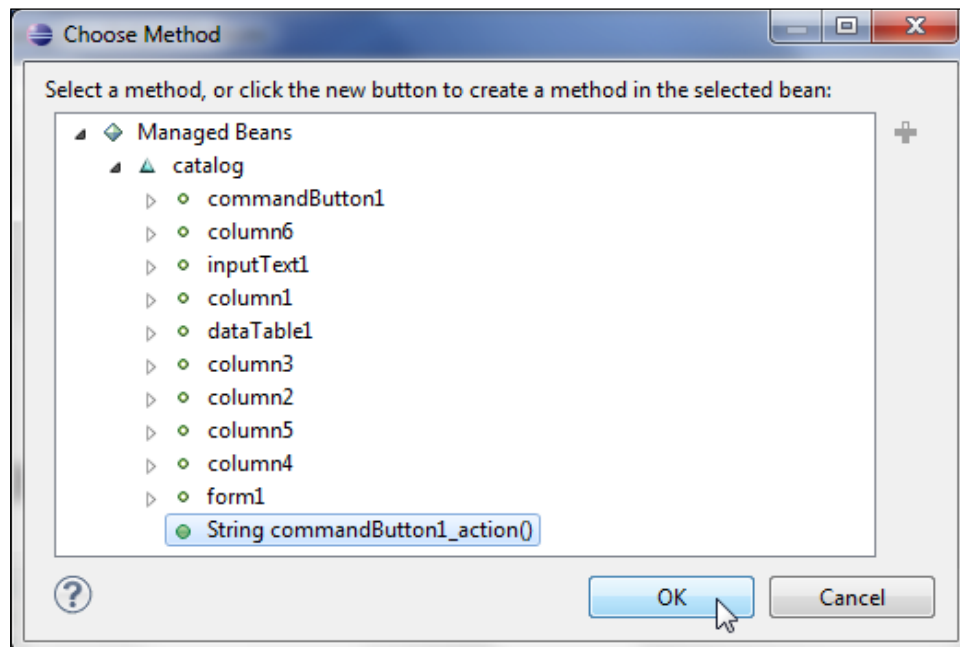 Choose Method
Select a method, or click the new button to create a method in the selected bean:
Managed Beans
catalog
commandButton1
column6
inputText1
column1
dataTable1
column3
column2
column5
column4
form1
String commandButton1_action()
OK
Cancel